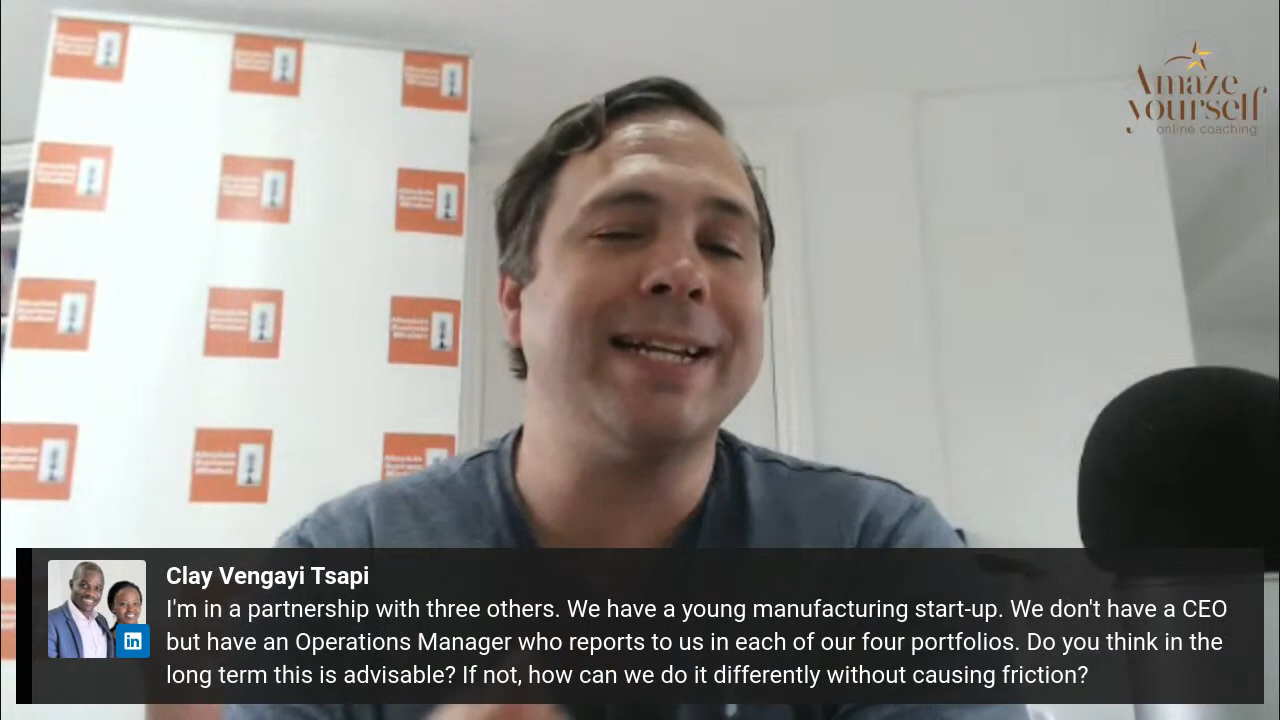 Amaze
yourself
online coaching
Clay Vengayi Tsapi
I'm in a partnership with three others. We have a young manufacturing start-up. We don't have a CEO
but have an Operations Manager who reports to us in each of our four portfolios. Do you think in the
long term this is advisable? If not, how can we do it differently without causing friction?
in